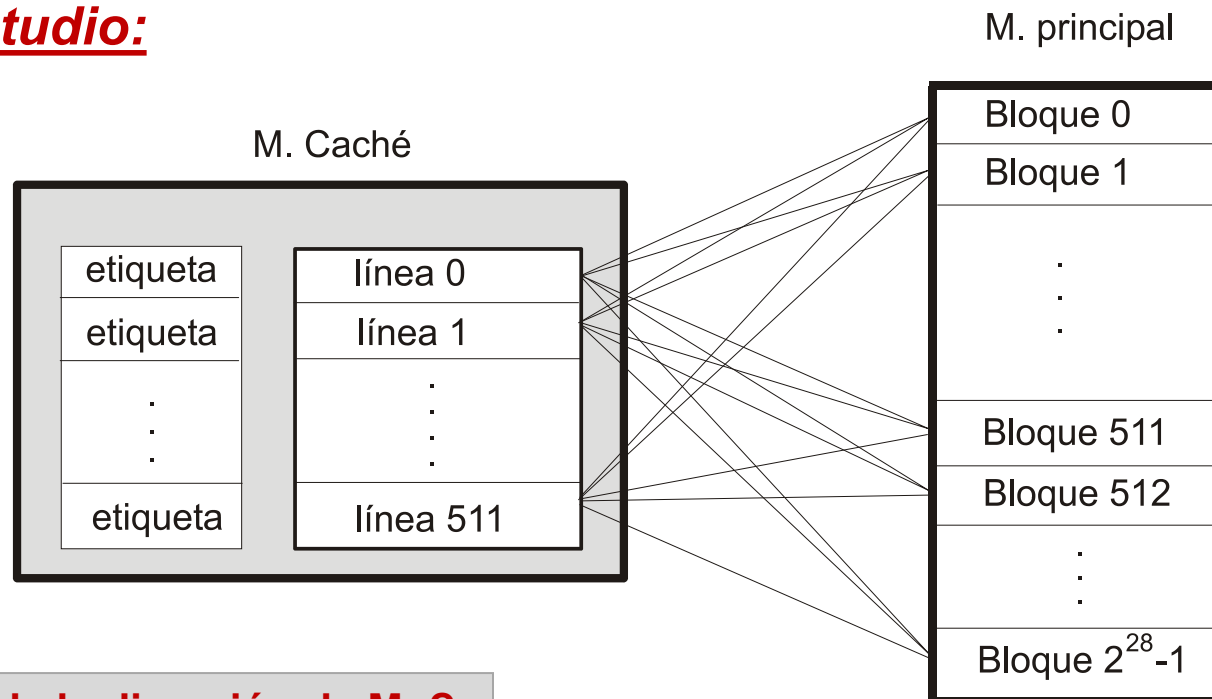 tudio:
M. principal
M. Caché
Bloque 0
Bloque 1
Bloque 511
Bloque 512
Bloque 2^28-1
etiqueta
etiqueta
etiqueta
línea 0
línea 1
línea 511